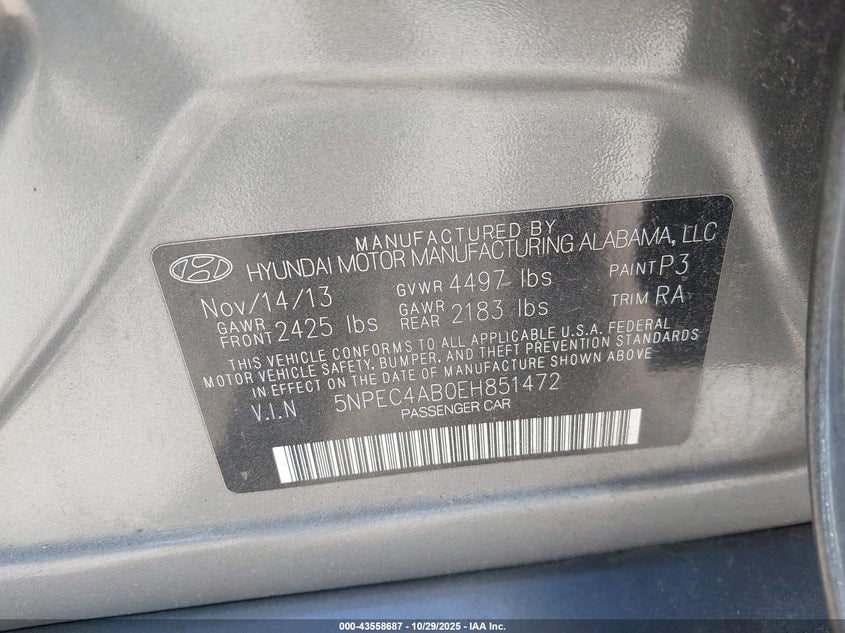 MANUFACTURED BY
HYUNDAI MOTOR MANUFACTURING ALABAMA, LLC
Nov/14/13 GVWR 4497 lbs PAINT P3
GAWR FRONT 2425 lbs GAWR REAR 2183 lbs TRIM RA
THIS VEHICLE CONFORMS TO ALL APPLICABLE U.S.A. FEDERAL
MOTOR VEHICLE SAFETY, BUMPER, AND THEFT PREVENTION STANDARDS
IN EFFECT ON THE DATE OF MANUFACTURE SHOWN ABOVE
V.I.N 5NPEC4AB0EH851472
PASSENGER CAR
000-43558687 - 10/29/2025 - IAA Inc.